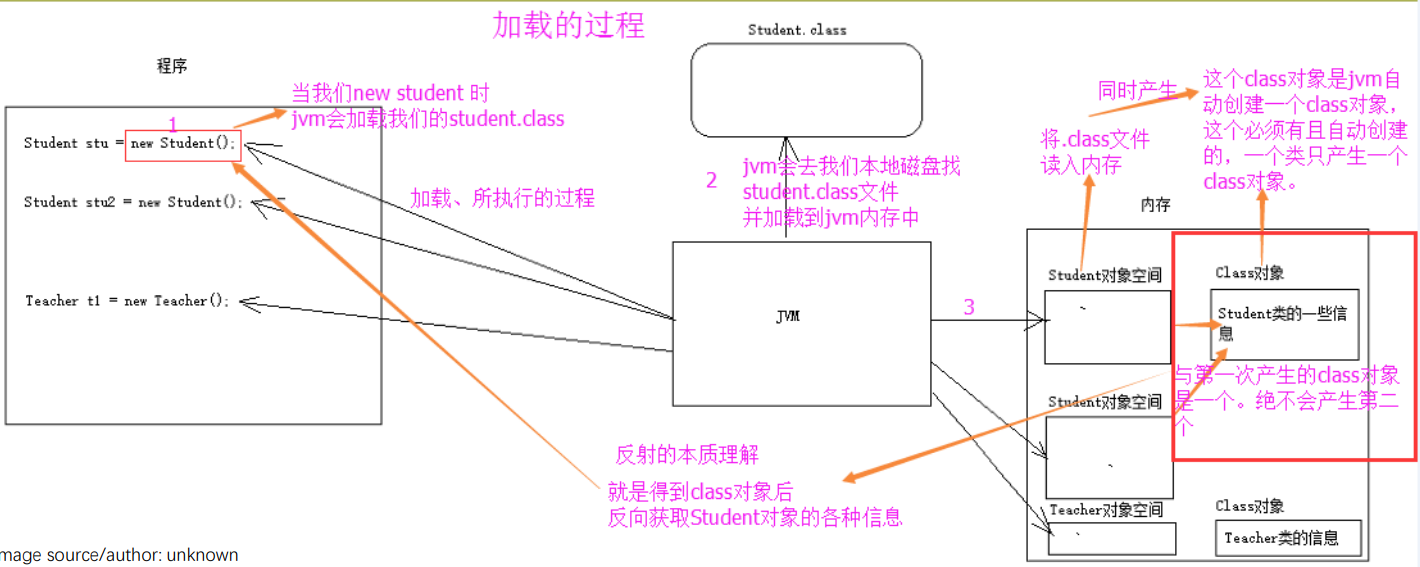 加载的过程
Student.class
程序
当我们new student 时
jvm会加载我们的student.class
1
Student stu = new Student();
Student stu2 = new Student();
Teacher t1 = new Teacher();
加载、所执行的过程
2
jvm会去我们本地磁盘找
student.class文件
并加载到jvm内存中
JVM
3
同时产生
将.class文件
读入内存
这个class对象是jvm自
动创建一个class对象，
这个必须有且自动创建
的，一个类只产生一个
class对象。
内存
Student对象空间
Class对象
Student类的一些信
息
与第一次产生的class对象
是一个。绝不会产生第二
个
Student对象空间
反射的本质理解
就是得到class对象后
反向获取Student对象的各种信息
Teacher对象空间
Class对象
Teacher类的信息
mage source/author: unknown